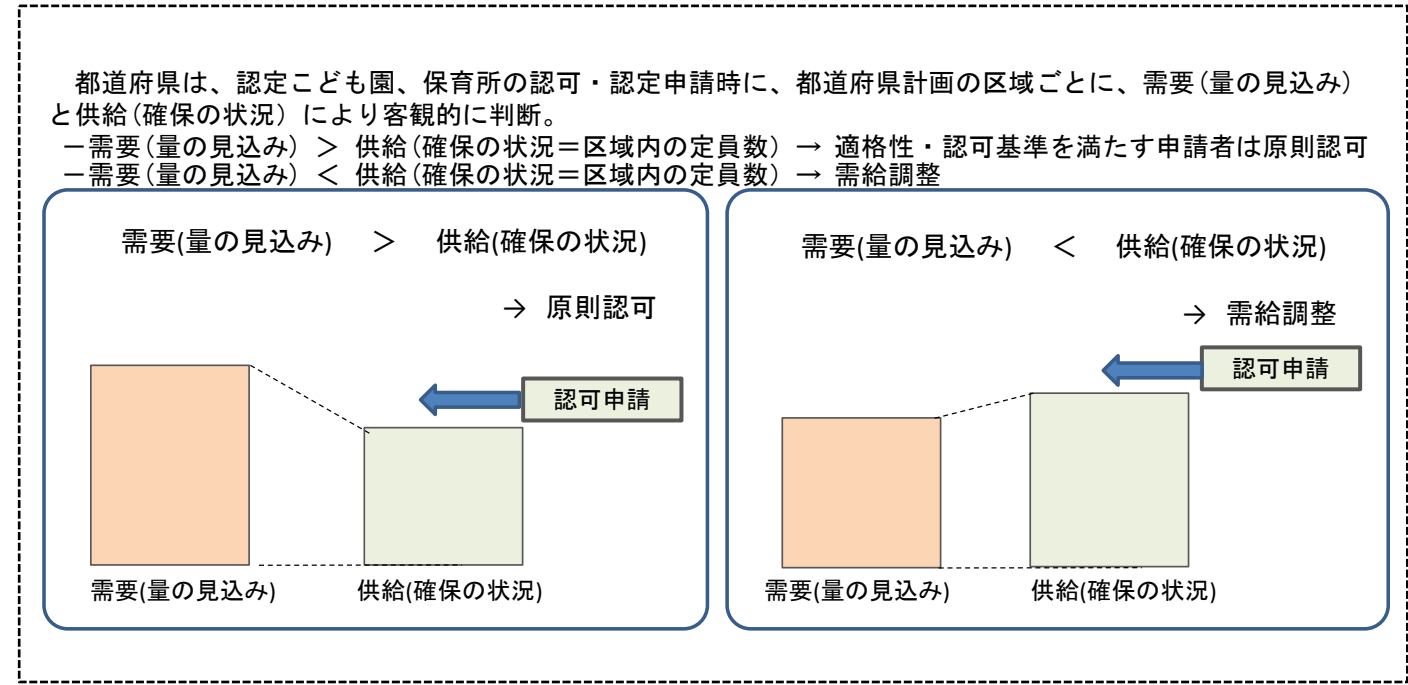 都道府県は、認定こども園、保育所の認可・認定申請時に、都道府県計画の区域ごとに、需要(量の見込み)
と供給(確保の状況）により客観的に判断。
－需要(量の見込み) ＞ 供給(確保の状況＝区域内の定員数）→ 適格性・認可基準を満たす申請者は原則認可
－需要(量の見込み) ＜ 供給(確保の状況＝区域内の定員数）→ 需給調整
需要(量の見込み) ＞ 供給(確保の状況)
→ 原則認可
認可申請
需要(量の見込み) 供給(確保の状況)
需要(量の見込み) ＜ 供給(確保の状況)
→ 需給調整
認可申請
需要(量の見込み) 供給(確保の状況)